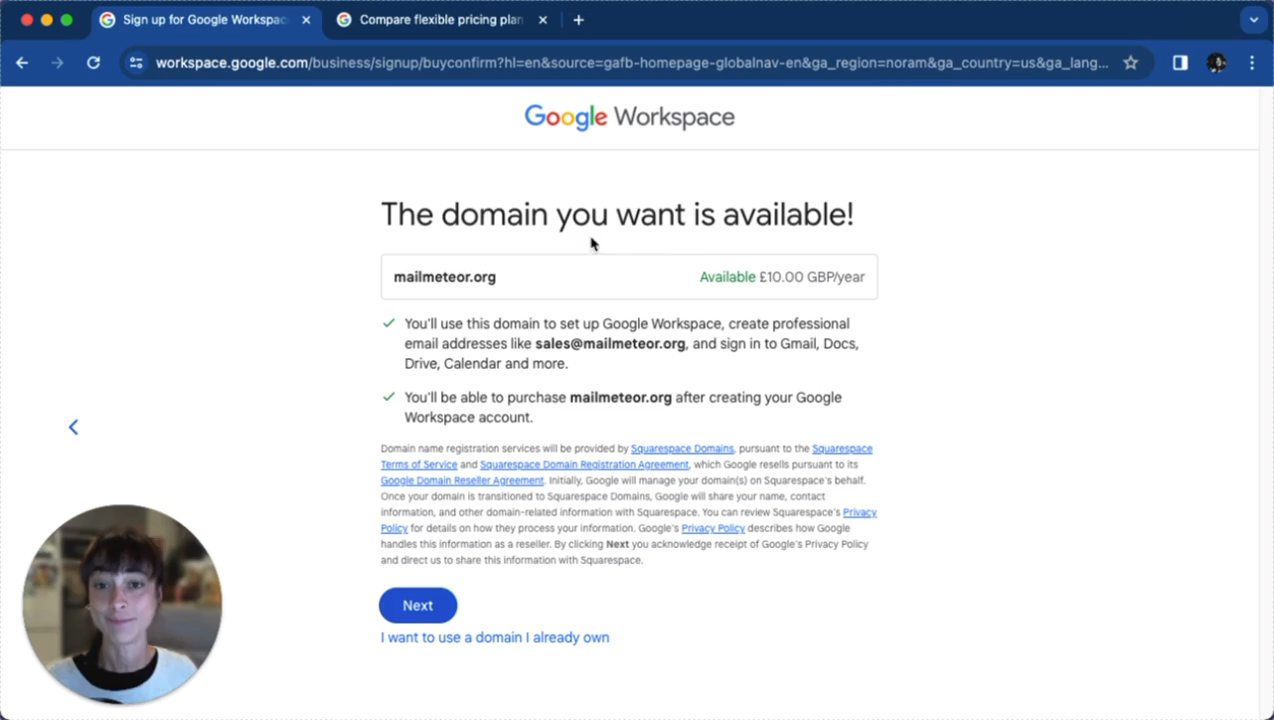 Sign up for Google Workspac
Compare flexible pricing plan
workspace.google.com/business/signup/buyconfirm?hl=en&source=gafb-homepage-globalnav-en&ga_region=noram&ga_country=us&ga_lang...
Google Workspace
The domain you want is available!
mailmeteor.org Available £10.00 GBP/year
You'll use this domain to set up Google Workspace, create professional
email addresses like sales@mailmeteor.org, and sign in to Gmail, Docs,
Drive, Calendar and more.
You'll be able to purchase mailmeteor.org after creating your Google
Workspace account.
Domain name registration services will be provided by Squarespace Domains, pursuant to the Squarespace
Terms of Service and Squarespace Domain Registration Agreement, which Google resells pursuant to its
Google Domain Reseller Agreement. Initially, Google will manage your domain(s) on Squarespace's behalf.
Once your domain is transitioned to Squarespace Domains, Google will share your name, contact
information, and other domain-related information with Squarespace. You can review Squarespace's Privacy
Policy for details on how they process your information. Google's Privacy Policy describes how Google
handles this information as a reseller. By clicking Next you acknowledge receipt of Google's Privacy Policy
and direct us to share this information with Squarespace.
Next
I want to use a domain I already own